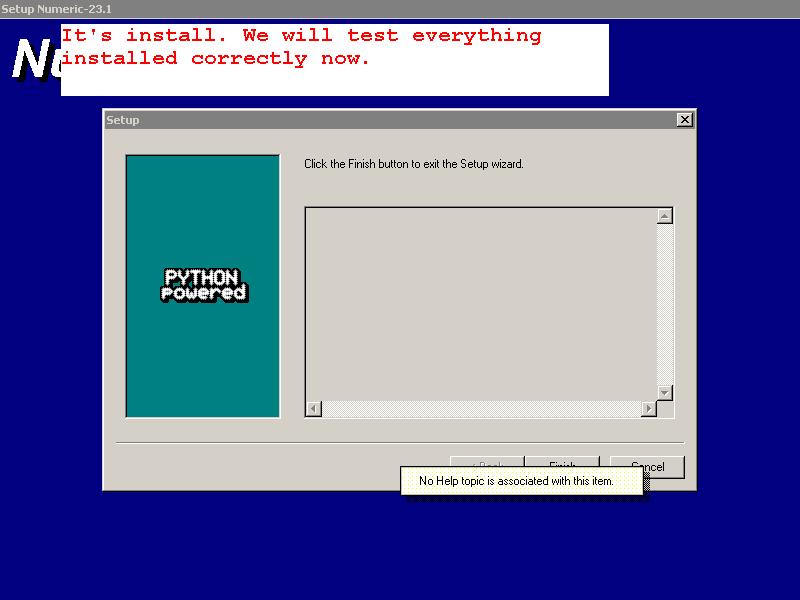 Setup Numeric-23.1
It's install. We will test everything
installed correctly now.
Nu
Setup
Click the Finish button to exit the Setup wizard.
PYTHON
powered
< Back
Finish
Cancel
No Help topic is associated with this item.